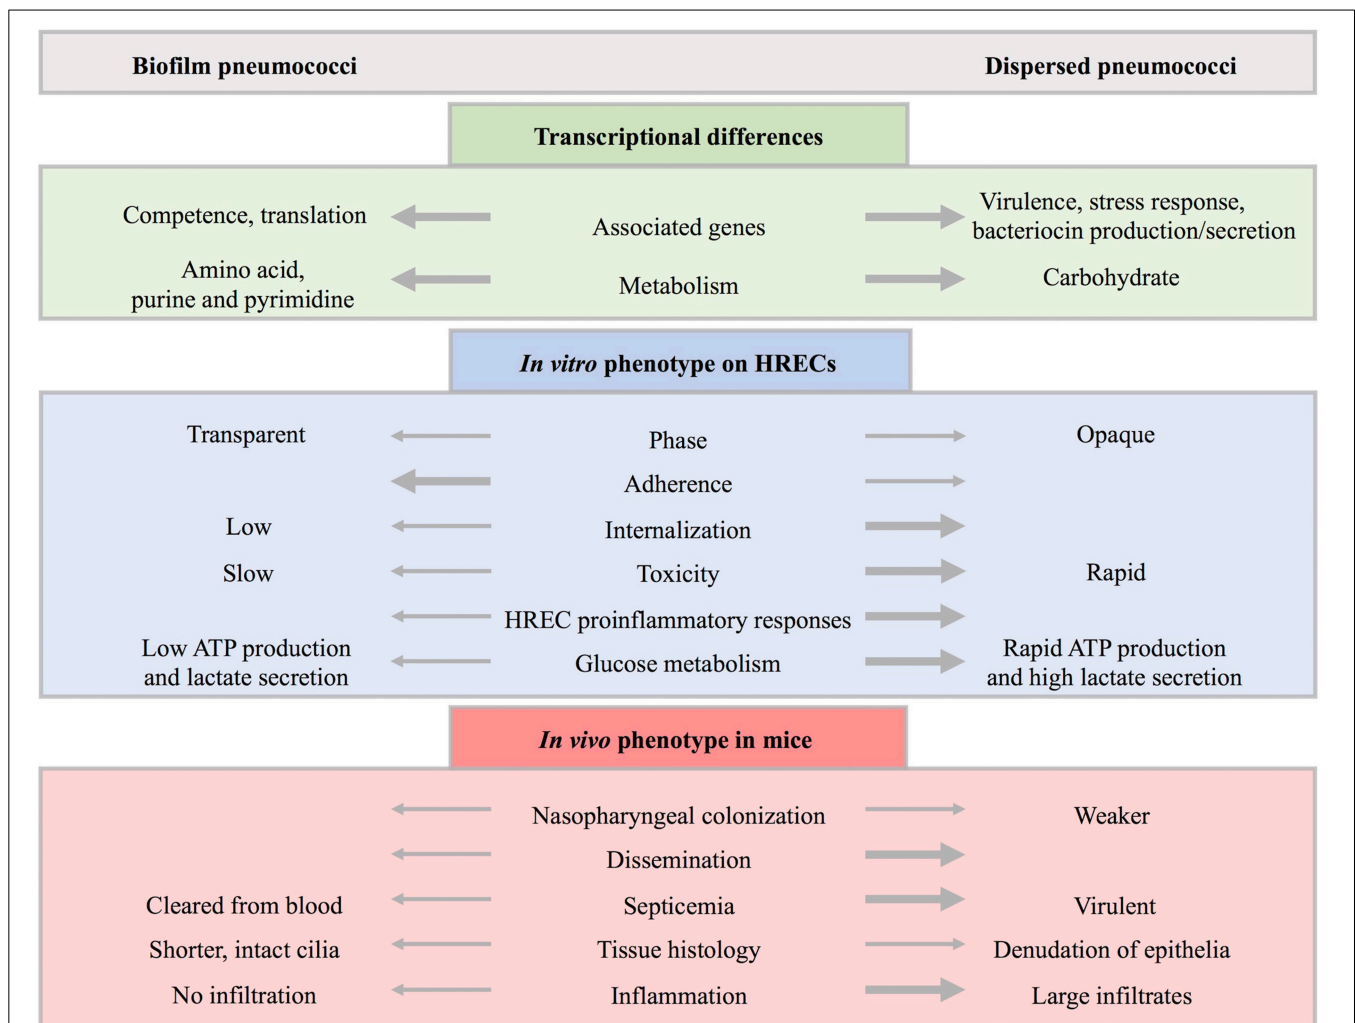 Biofilm pneumococci
Dispersed pneumococci
Transcriptional differences
Competence, translation
Associated genes
Virulence, stress response,
bacteriocin production/secretion
Amino acid,
purine and pyrimidine
Metabolism
Carbohydrate
In vitro phenotype on HRECs
Transparent
Phase
Opaque
Adherence
Low
Internalization
Slow
Toxicity
Rapid
HREC proinflammatory responses
Low ATP production
and lactate secretion
Glucose metabolism
Rapid ATP production
and high lactate secretion
In vivo phenotype in mice
Nasopharyngeal colonization
Weaker
Dissemination
Cleared from blood
Septicemia
Virulent
Shorter, intact cilia
Tissue histology
Denudation of epithelia
No infiltration
Inflammation
Large infiltrates